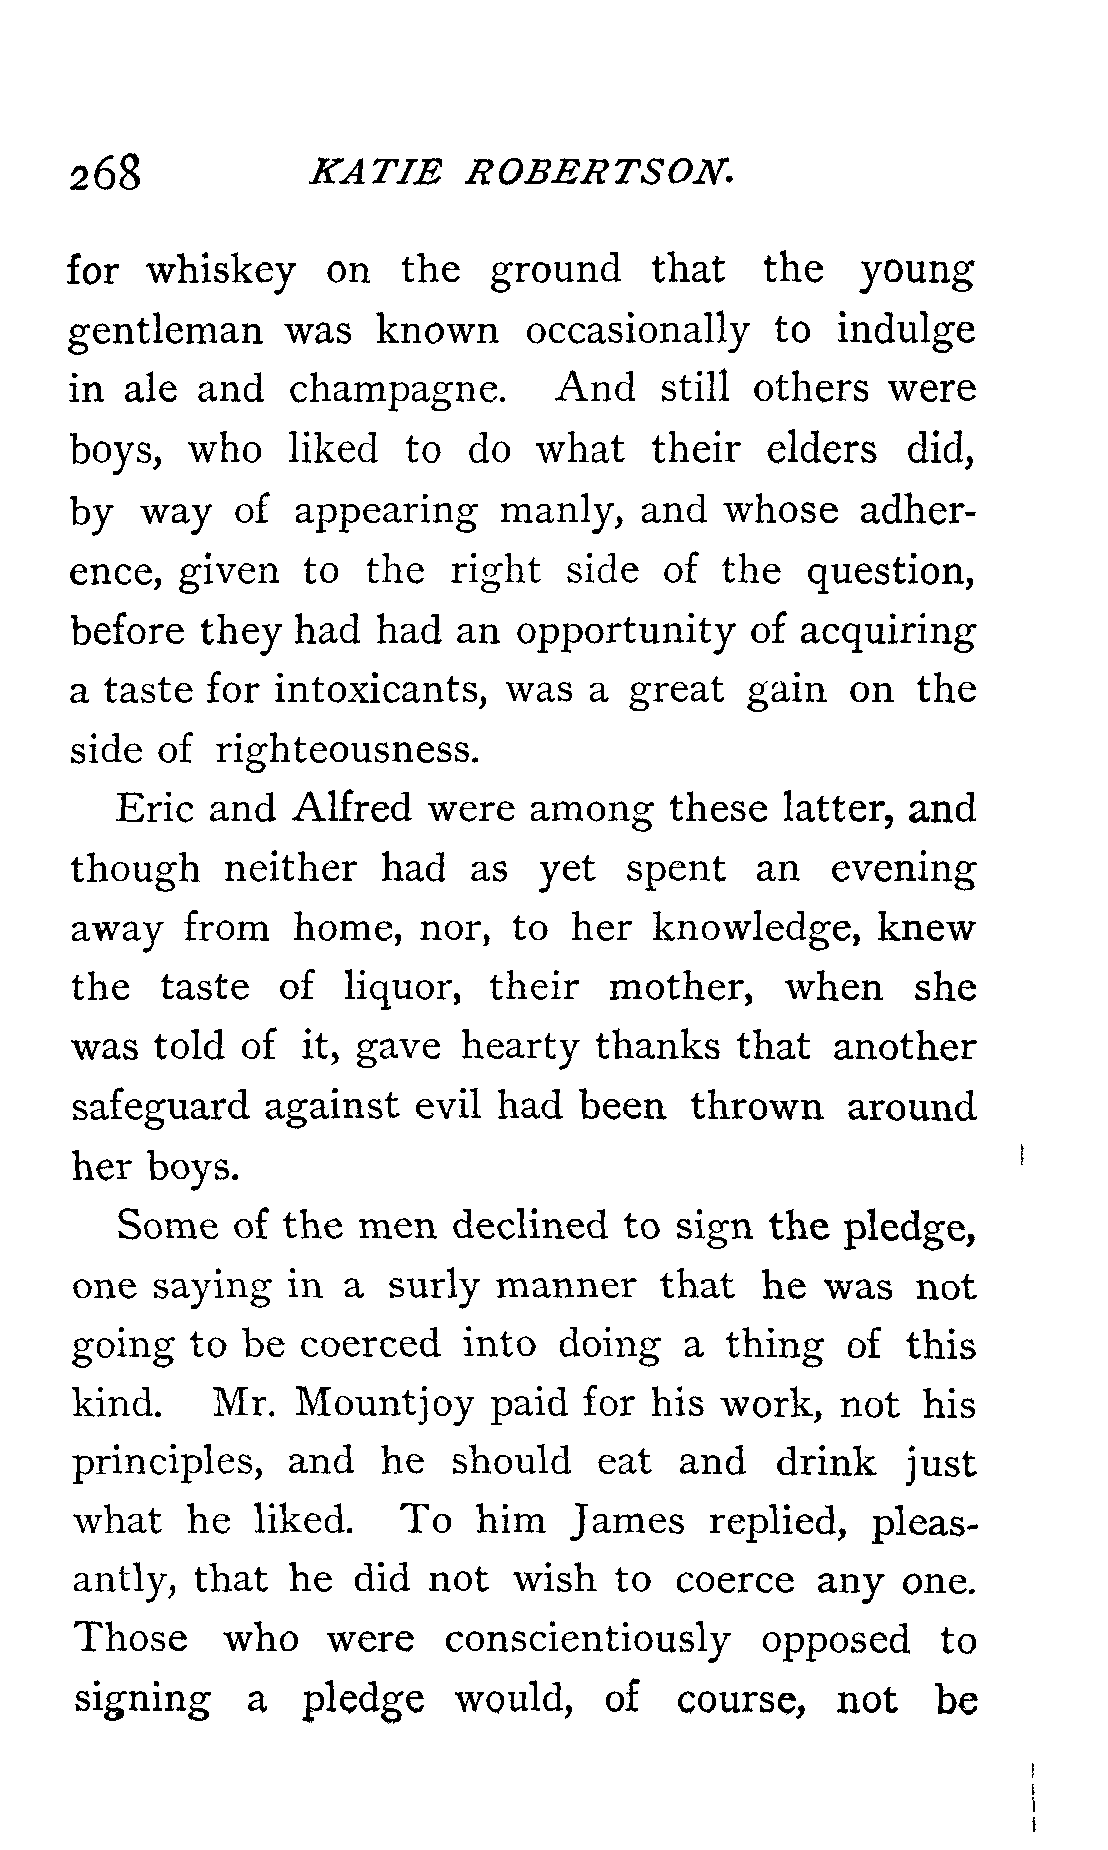 268 KATIE ROBERTSON.
for whiskey on the ground that the young
gentleman was known occasionally to indulge
in ale and champagne. And still others were
boys, who liked to do what their elders did,
by way of appearing manly, and whose adher-
ence, given to the right side of the question,
before they had had an opportunity of acquiring
a taste for intoxicants, was a great gain on the
side of righteousness.
Eric and Alfred were among these latter, and
though neither had as yet spent an evening
away from home, nor, to her knowledge, knew
the taste of liquor, their mother, when she
was told of it, gave hearty thanks that another
safeguard against evil had been thrown around
her boys.
Some of the men declined to sign the pledge,
one saying in a surly manner that he was not
going to be coerced into doing a thing of this
kind. Mr. Mountjoy paid for his work, not his
principles, and he should eat and drink just
what he liked. To him James replied, pleas-
antly, that he did not wish to coerce any one.
Those who were conscientiously opposed to
signing a pledge would, of course, not be